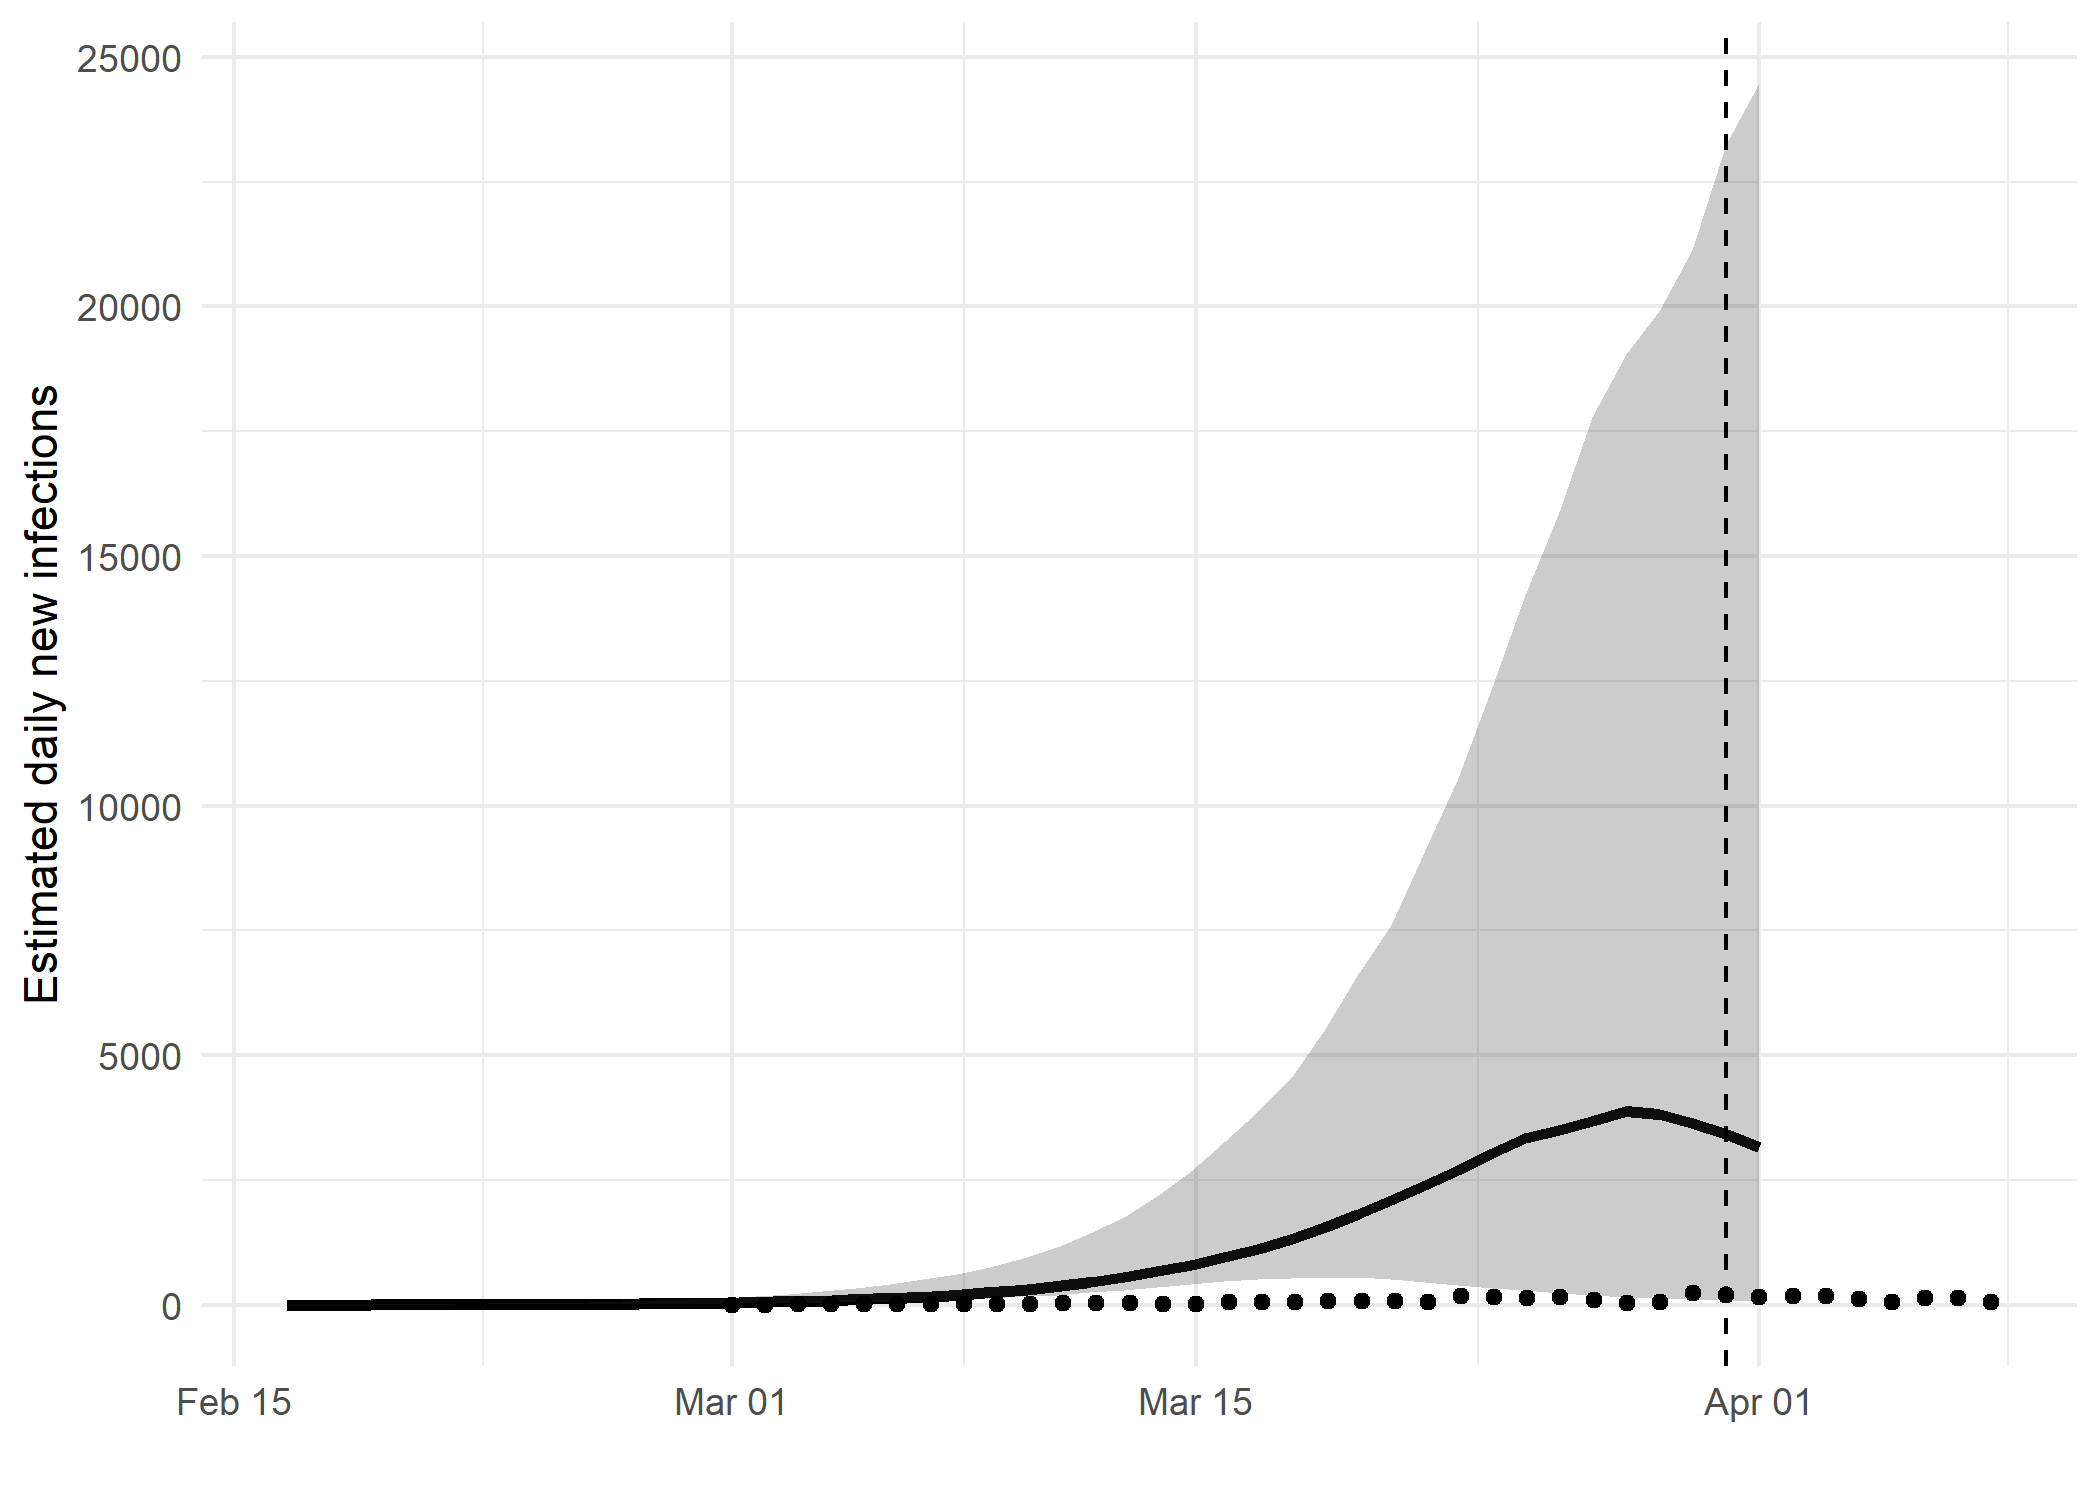 Estimated daily new infections
25000
20000
15000
10000
5000
0
Feb 15
Mar 01
Mar 15
Apr 01